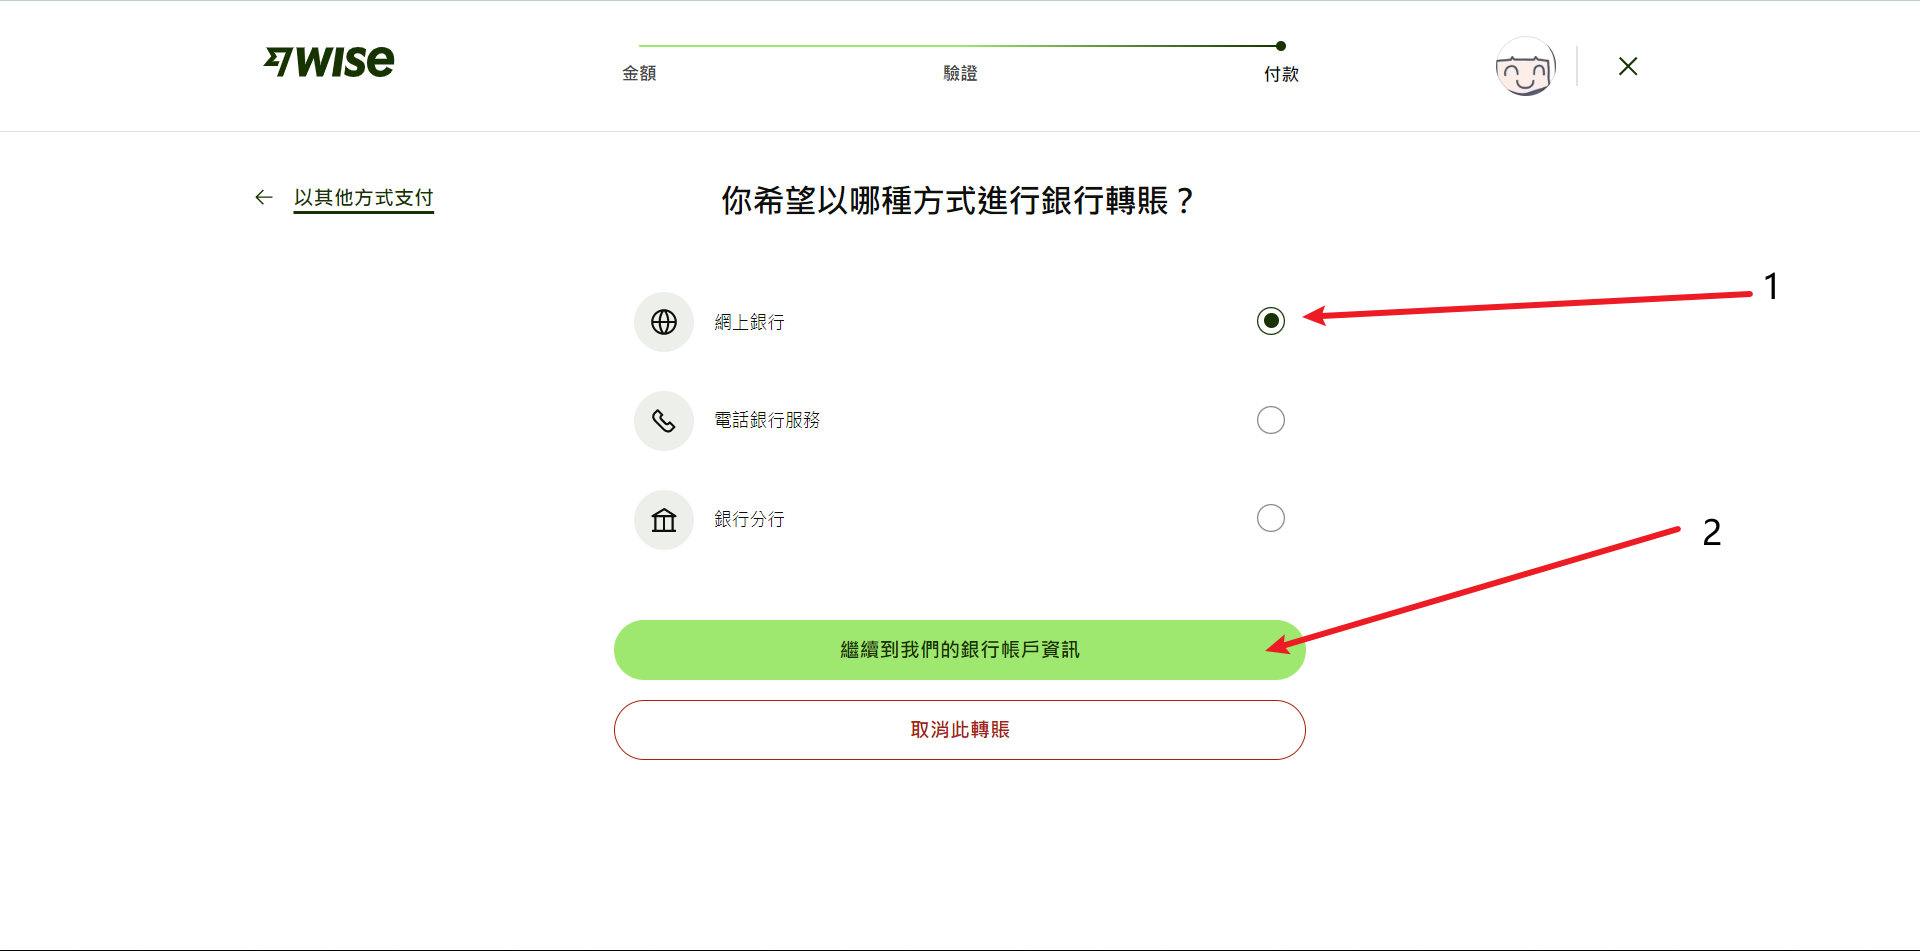 WISE
金額
驗證
付款
以其他方式支付
你希望以哪種方式進行銀行轉賬？
1
網上銀行
電話銀行服務
銀行分行
2
繼續到我們的銀行帳戶資訊
取消此轉賬